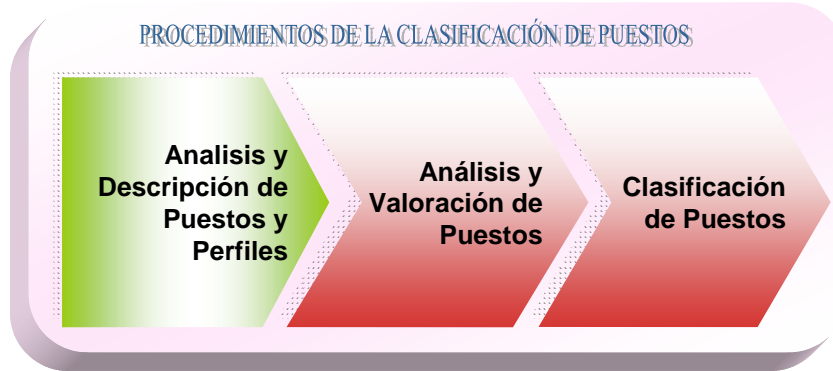 PROCEDIMIENTOS DE LA CLASIFICACIÓN DE PUESTOS
Analisis y
Descripción de
Puestos y
Perfiles
Análisis y
Valoración de
Puestos
Clasificación
de Puestos